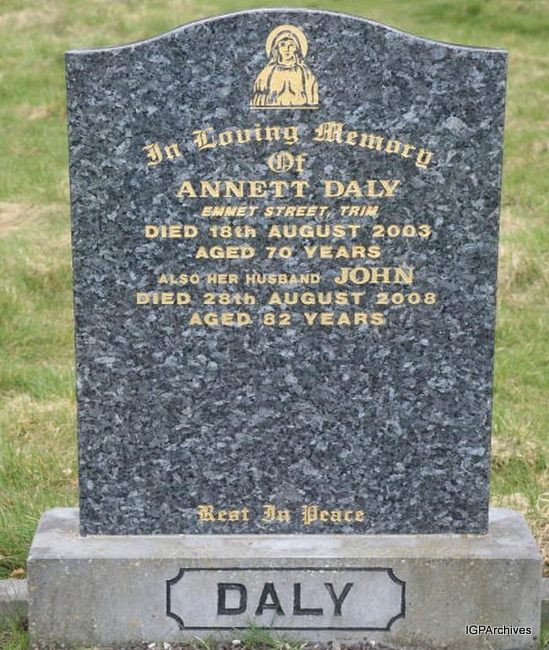 In Loving Memory
Of
ANNETT DALY
EMMET STREET, TRIM
DIED 18th AUGUST 2003
AGED 70 YEARS
ALSO HER HUSBAND JOHN
DIED 28th AUGUST 2008
AGED 82 YEARS
Rest In Peace
DALY
IGPArchives